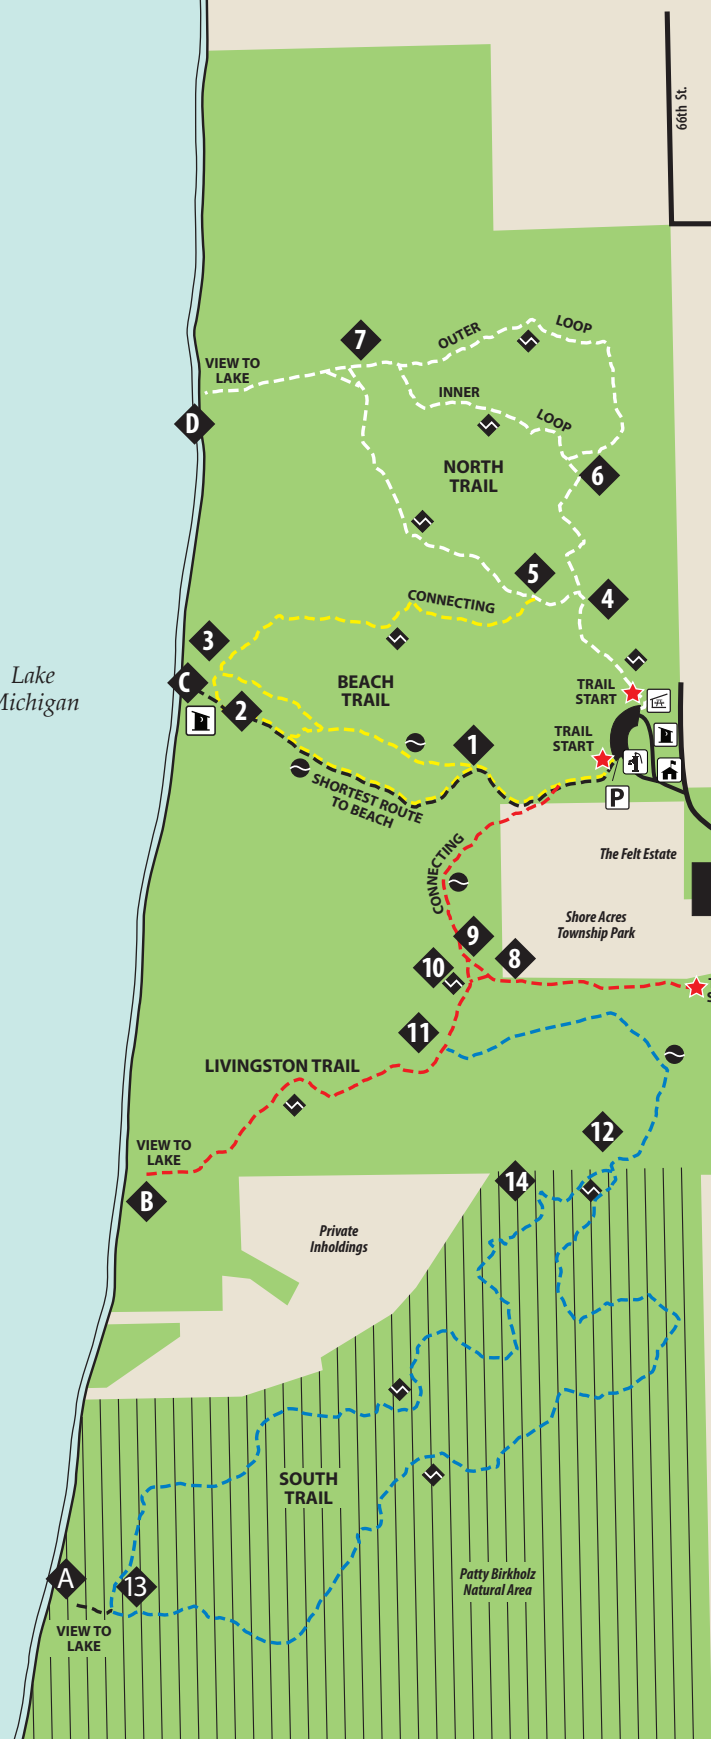 66th St.
OUTER
LOOP
7
VIEW TO
LAKE
INNER
LOOP
D
NORTH
TRAIL
6
5
4
CONNECTING
3
C
BEACH
TRAIL
TRAIL
START
2
TRAIL
START
1
SHORTEST ROUTE
TO BEACH
P
Lake
Michigan
CONNECTING
The Felt Estate
Shore Acres
Township Park
9
8
10
11
LIVINGSTON TRAIL
12
VIEW TO
LAKE
14
B
Private
Inholdings
SOUTH
TRAIL
A
13
Patty Birkholz
Natural Area
VIEW TO
LAKE